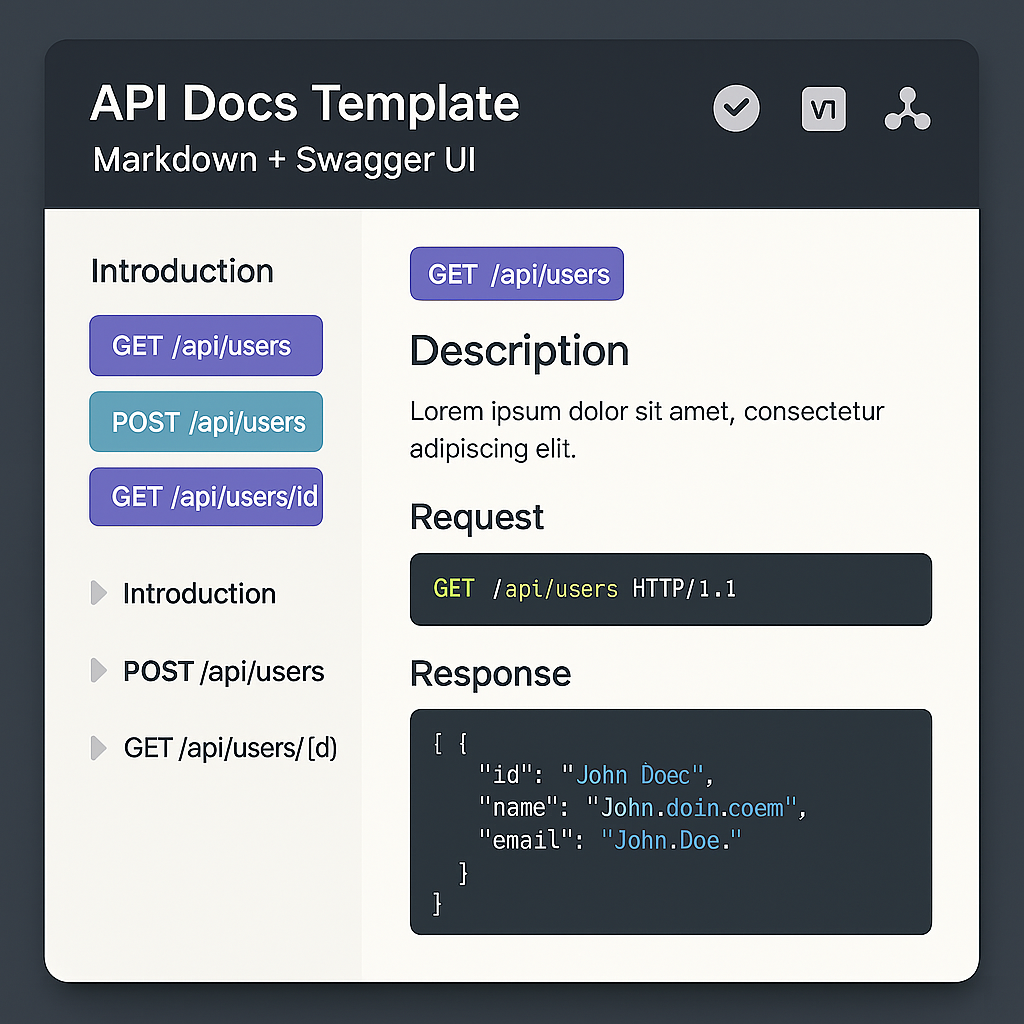 API Docs Template
Markdown + Swagger UI
V1
Introduction
GET /api/users
POST /api/users
GET /api/users/id
Introduction
POST /api/users
GET /api/users/[d)
GET /api/users
Description
Lorem ipsum dolor sit amet, consectetur
adipiscing elit.
Request
GET /api/users HTTP/1.1
Response
[ {
"id": "John Doec",
"name": "John.doin.coem",
"email": "John.Doe."
}
}